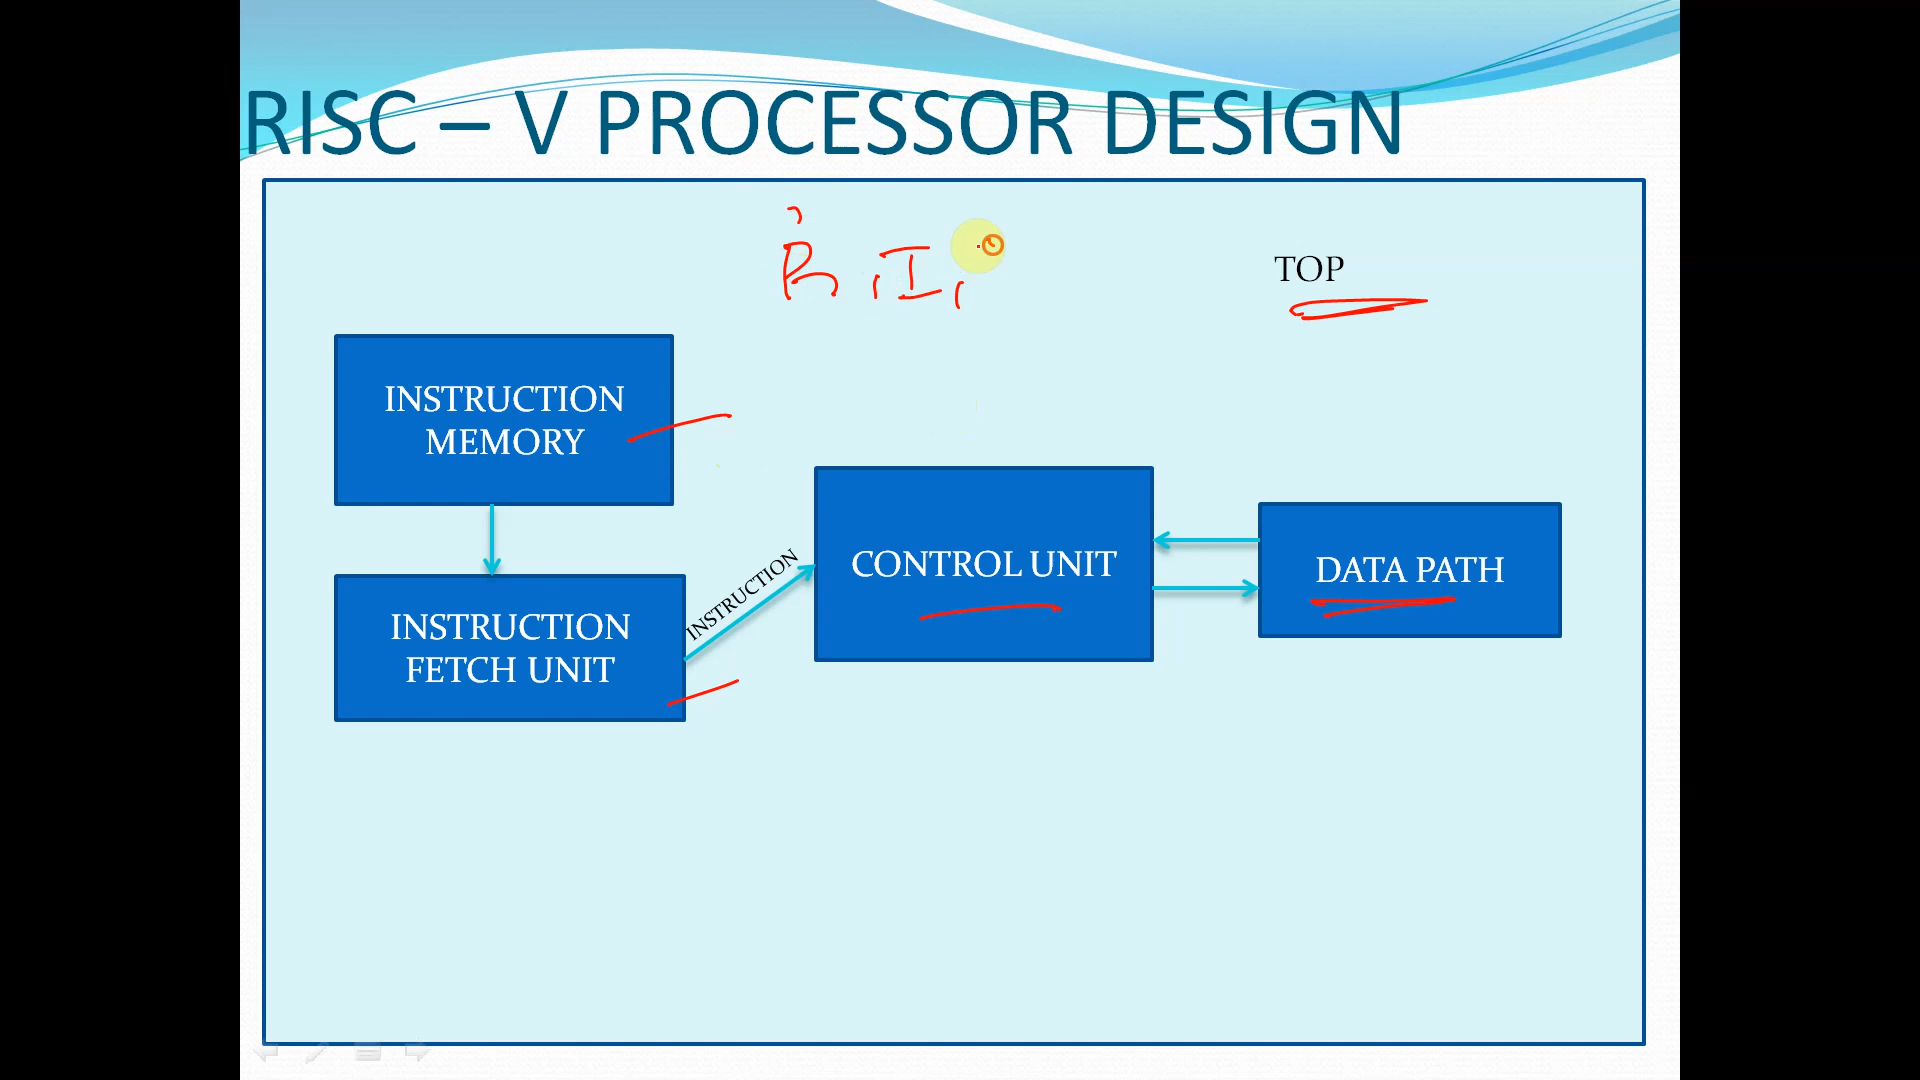 RISC – V PROCESSOR DESIGN
R, I,
TOP
INSTRUCTION
MEMORY
INSTRUCTION
FETCH UNIT
INSTRUCTION
CONTROL UNIT
DATA PATH